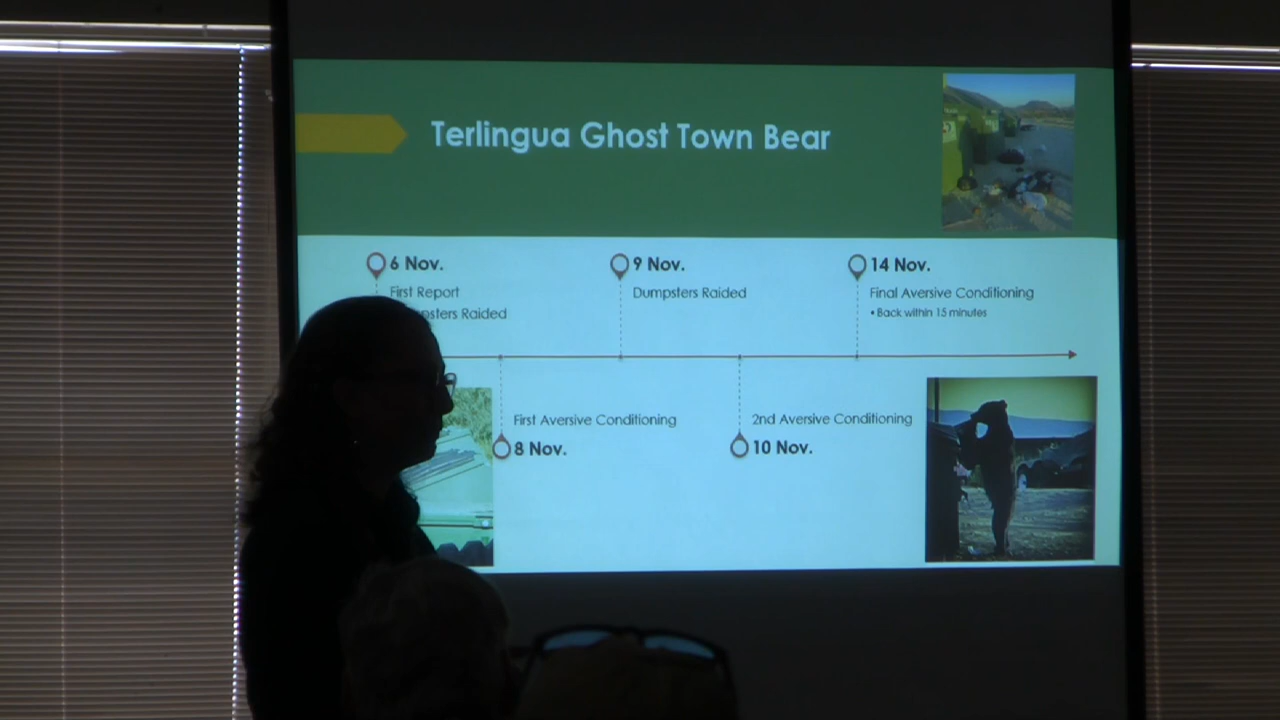 Terlingua Ghost Town Bear
6 Nov.
First Report
Raided
9 Nov.
Dumpsters Raided
14 Nov.
Final Aversive Conditioning
• Back within 15 minutes
First Aversive Conditioning
8 Nov.
2nd Aversive Conditioning
10 Nov.